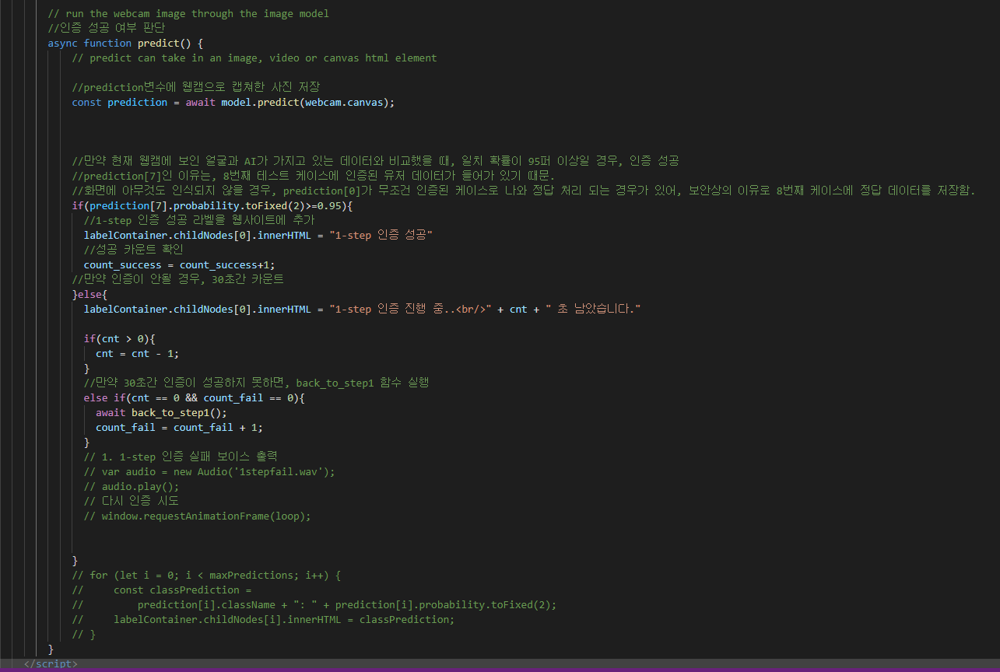 // run the webcam image through the image model
//인증 성공 여부 판단
async function predict() {
// predict can take in an image, video or canvas html element
//prediction변수에 웹캠으로 캡쳐한 사진 저장
const prediction = await model.predict(webcam.canvas);
//만약 현재 웹캠에 보인 얼굴과 AI가 가지고 있는 데이터와 비교했을 때, 일치 확률이 95퍼 이상일 경우, 인증 성공
//prediction[7]인 이유는, 8번째 테스트 케이스에 인증된 유저 데이터가 들어가 있기 때문.
//화면에 아무것도 인식되지 않을 경우, prediction[0]가 무조건 인증된 케이스로 나와 정답 처리 되는 경우가 있어, 보안상의 이유로 8번째 케이스에 정답 데이터를 저장함.
if(prediction[7].probability.toFixed(2)>=0.95){
//1-step 인증 성공 라벨을 웹사이트에 추가
labelContainer.childNodes[0].innerHTML = "1-step 인증 성공"
//성공 카운트 확인
count_success = count_success+1;
//만약 인증이 안될 경우, 30초간 카운트
}else{
labelContainer.childNodes[0].innerHTML = "1-step 인증 진행 중..<br/>" + cnt + " 초 남았습니다."
if(cnt > 0){
cnt = cnt - 1;
}
//만약 30초간 인증이 성공하지 못하면, back_to_step1 함수 실행
else if(cnt == 0 && count_fail == 0){
await back_to_step1();
count_fail = count_fail + 1;
}
// 1. 1-step 인증 실패 보이스 출력
// var audio = new Audio('1stepfail.wav');
// audio.play();
// 다시 인증 시도
// window.requestAnimationFrame(loop);
}
// for (let i = 0; i < maxPredictions; i++) {
// const classPrediction =
// prediction[i].className + ": " + prediction[i].probability.toFixed(2);
// labelContainer.childNodes[i].innerHTML = classPrediction;
// }
}
</script>